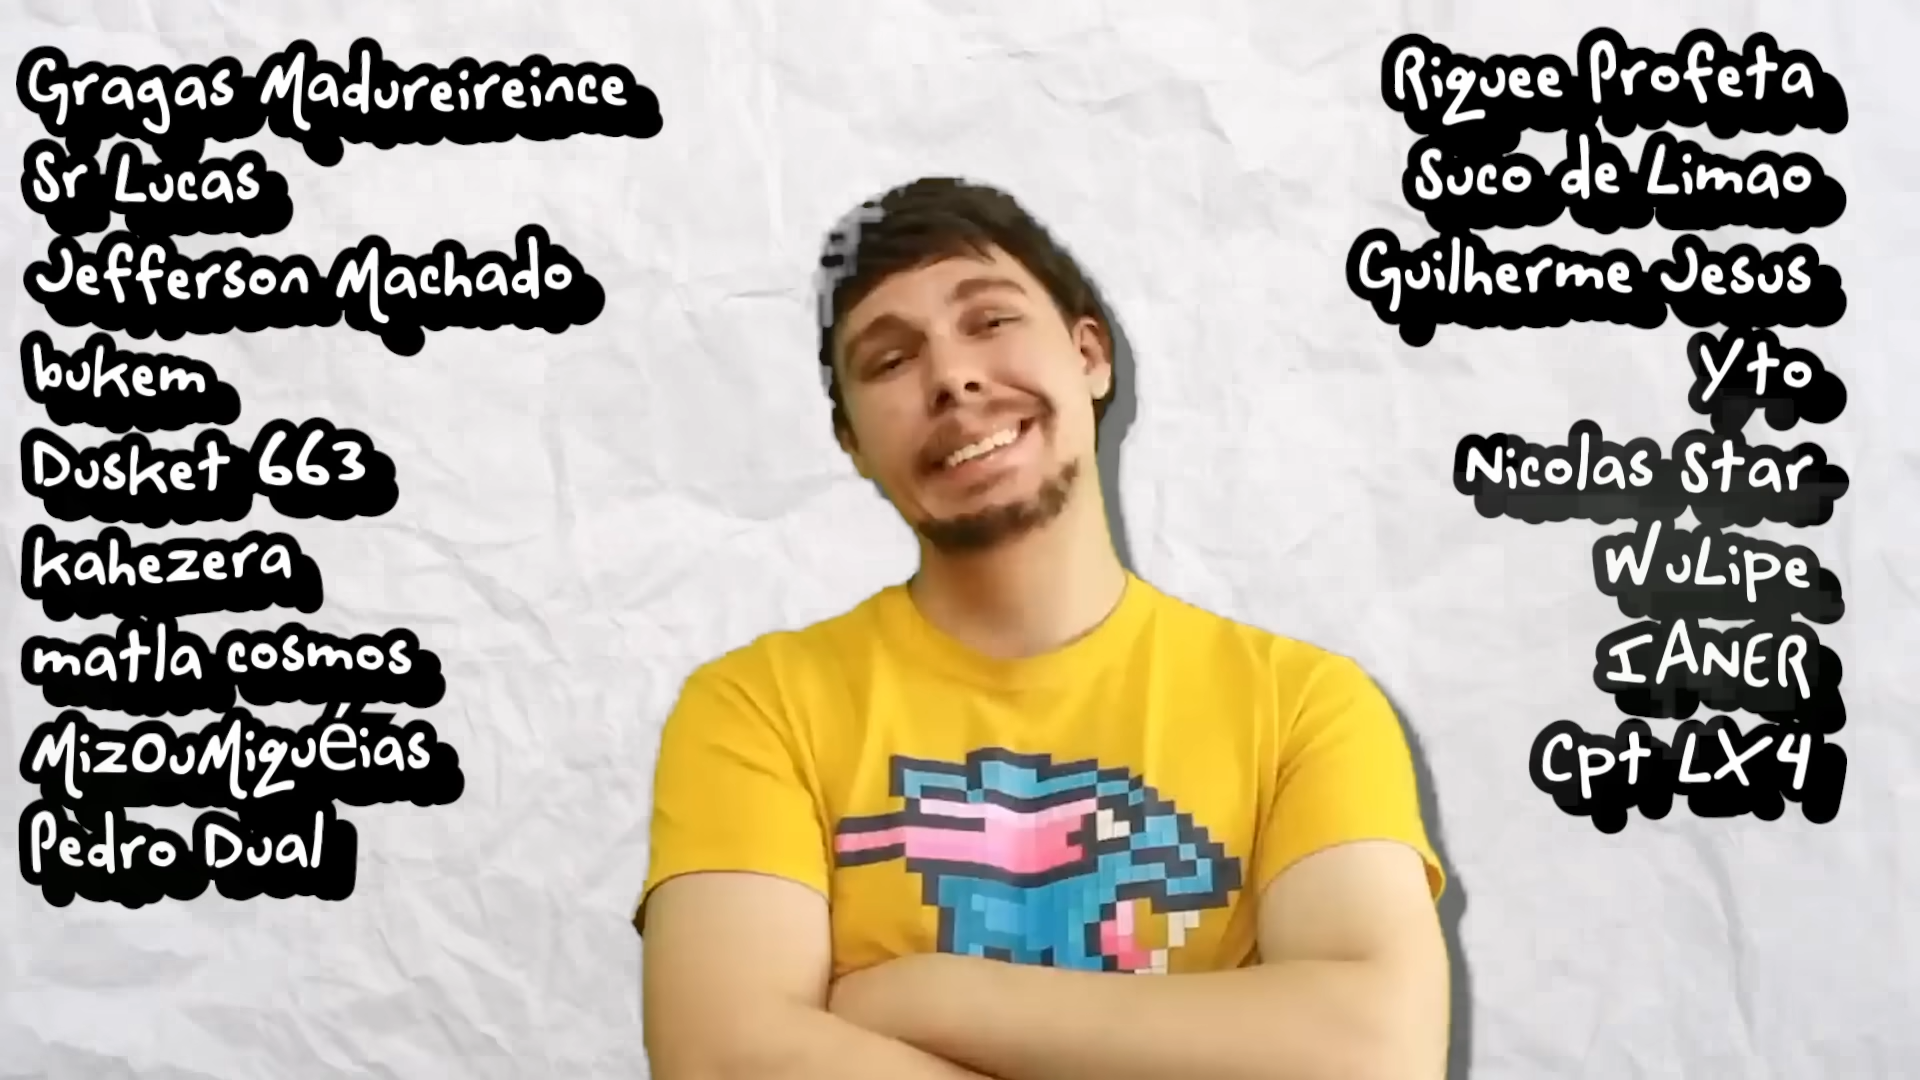 Gragas Madureireince
Sr Lucas
Jefferson Machado
bukem
Dusket 663
kahezera
matla cosmos
MizOuMiquéias
Pedro Dual
Riquee Profeta
Suco de Limao
Guilherme Jesus
Yto
Nicolas Star
WuLipe
IANER
Cpt LX4